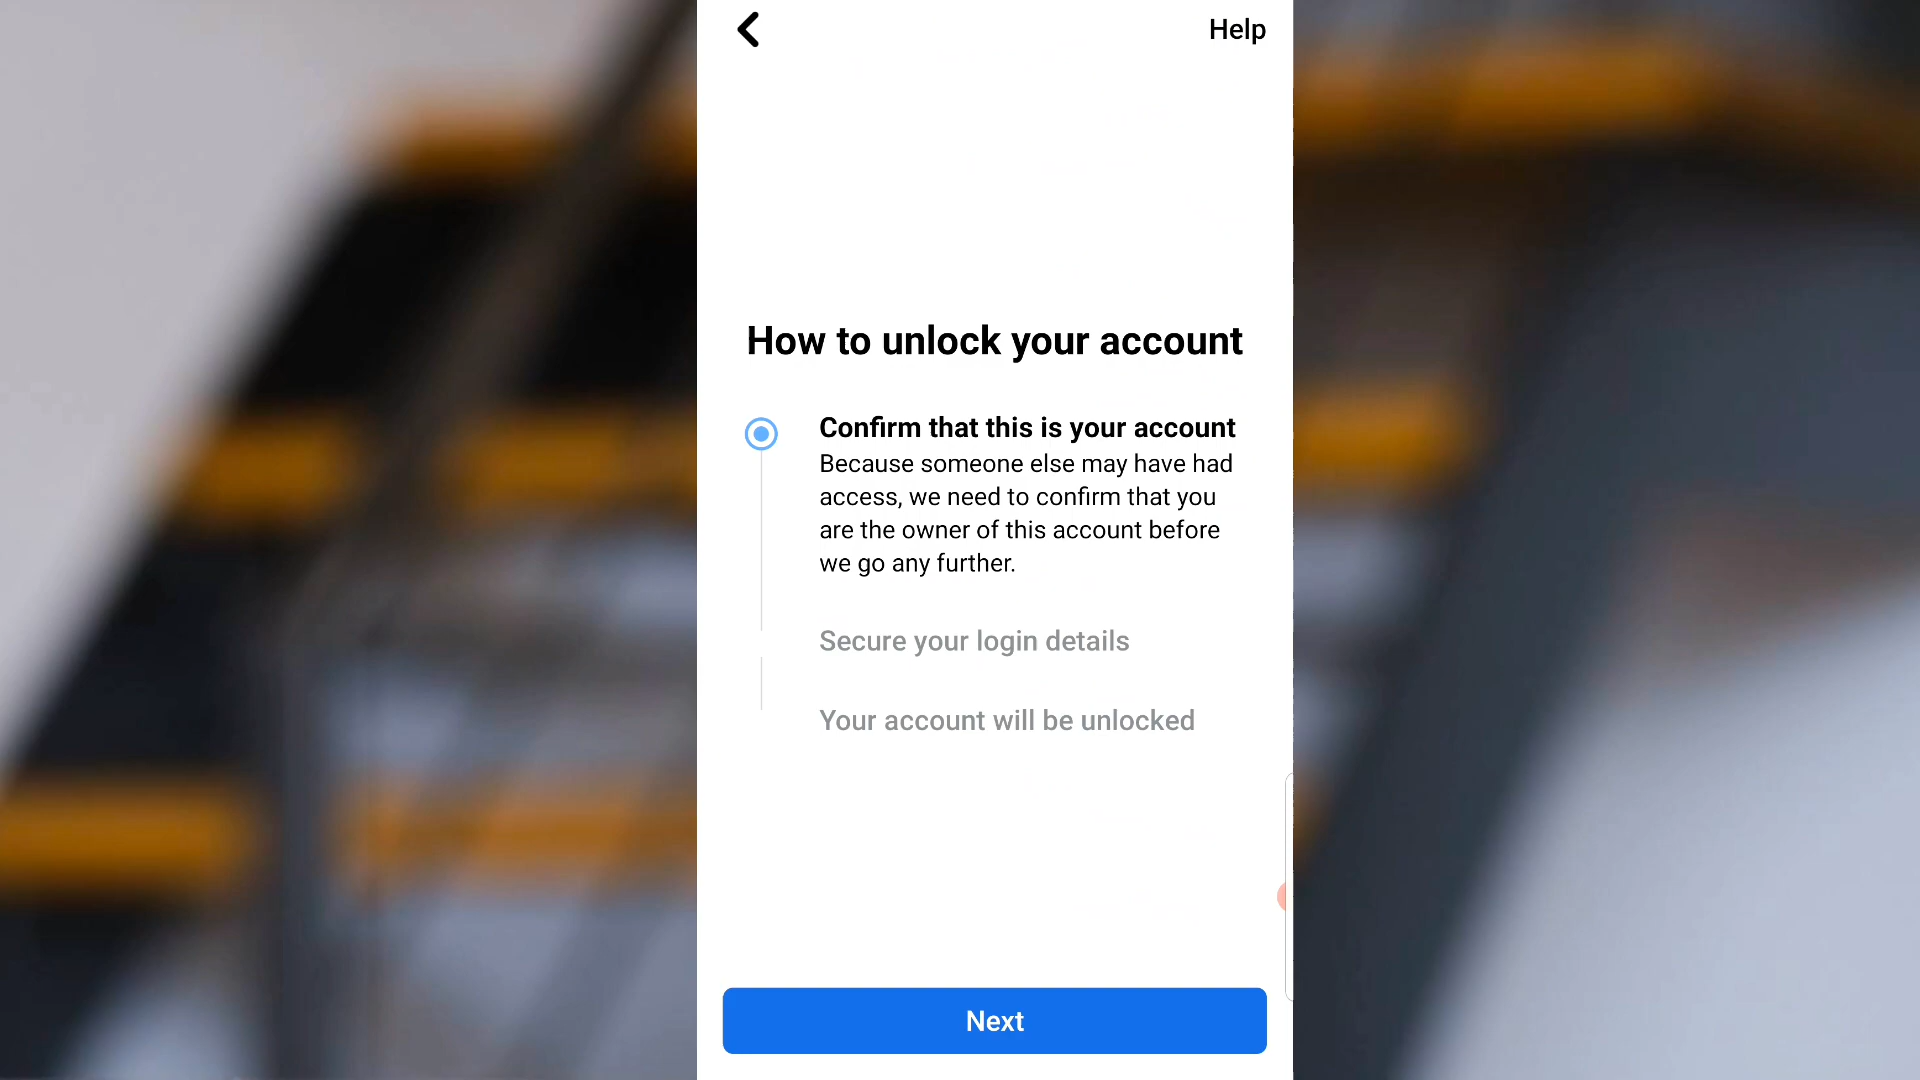 Help
How to unlock your account
Confirm that this is your account
Because someone else may have had
access, we need to confirm that you
are the owner of this account before
we go any further.
Secure your login details
Your account will be unlocked
Next